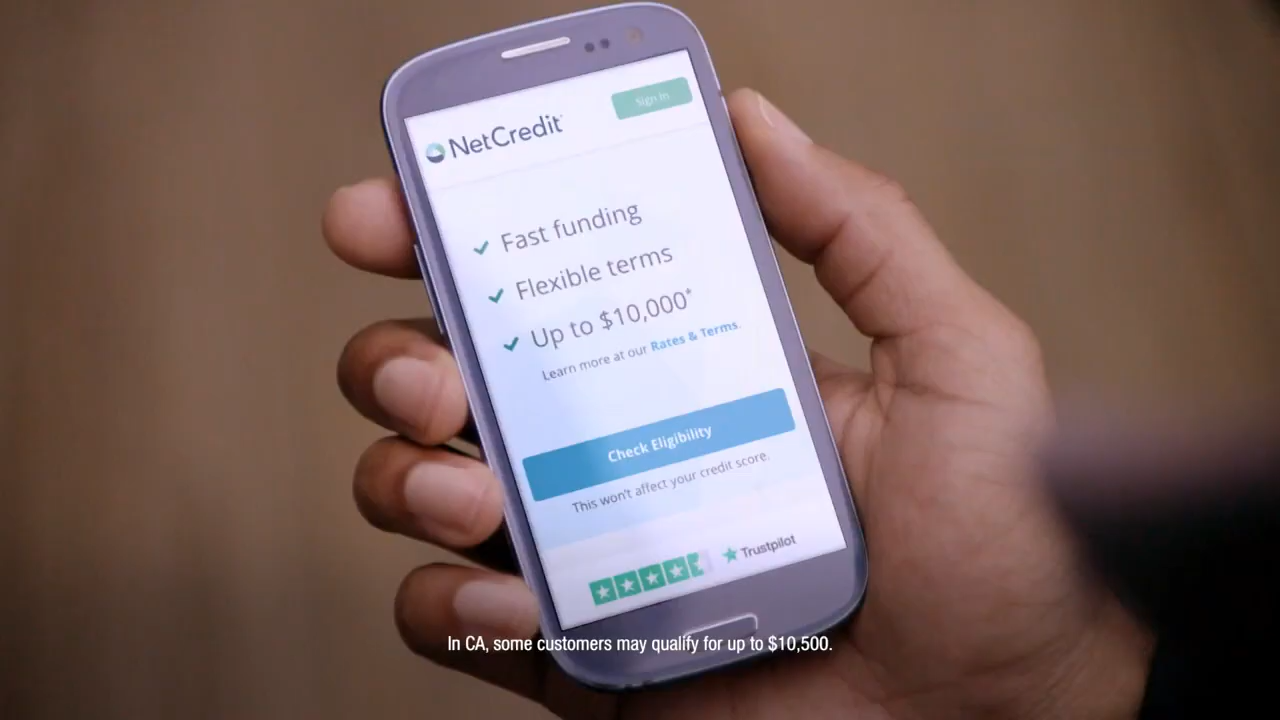 NetCredit
Sign In
Fast funding
Flexible terms
Up to $10,000*
Learn more at our Rates & Terms.
Check Eligibility
This won't affect your credit score.
Trustpilot
In CA, some customers may qualify for up to $10,500.